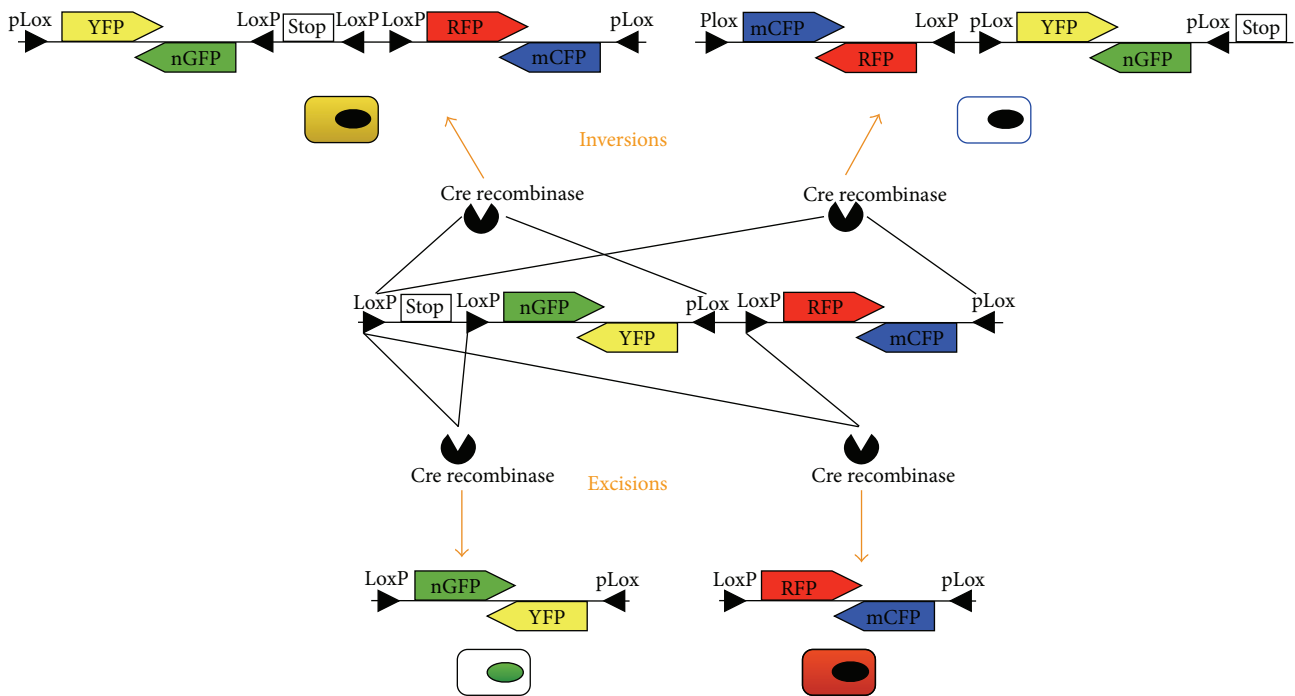 pLox YFP LoxP Stop LoxP LoxP RFP pLox
nGFP mCFP
Plox mCFP LoxP pLox YFP pLox Stop
RFP nGFP
Inversions
Cre recombinase Cre recombinase
LoxP Stop LoxP nGFP pLox LoxP RFP pLox
YFP mCFP
Cre recombinase Cre recombinase
Excisions
LoxP nGFP pLox
YFP
LoxP RFP pLox
mCFP